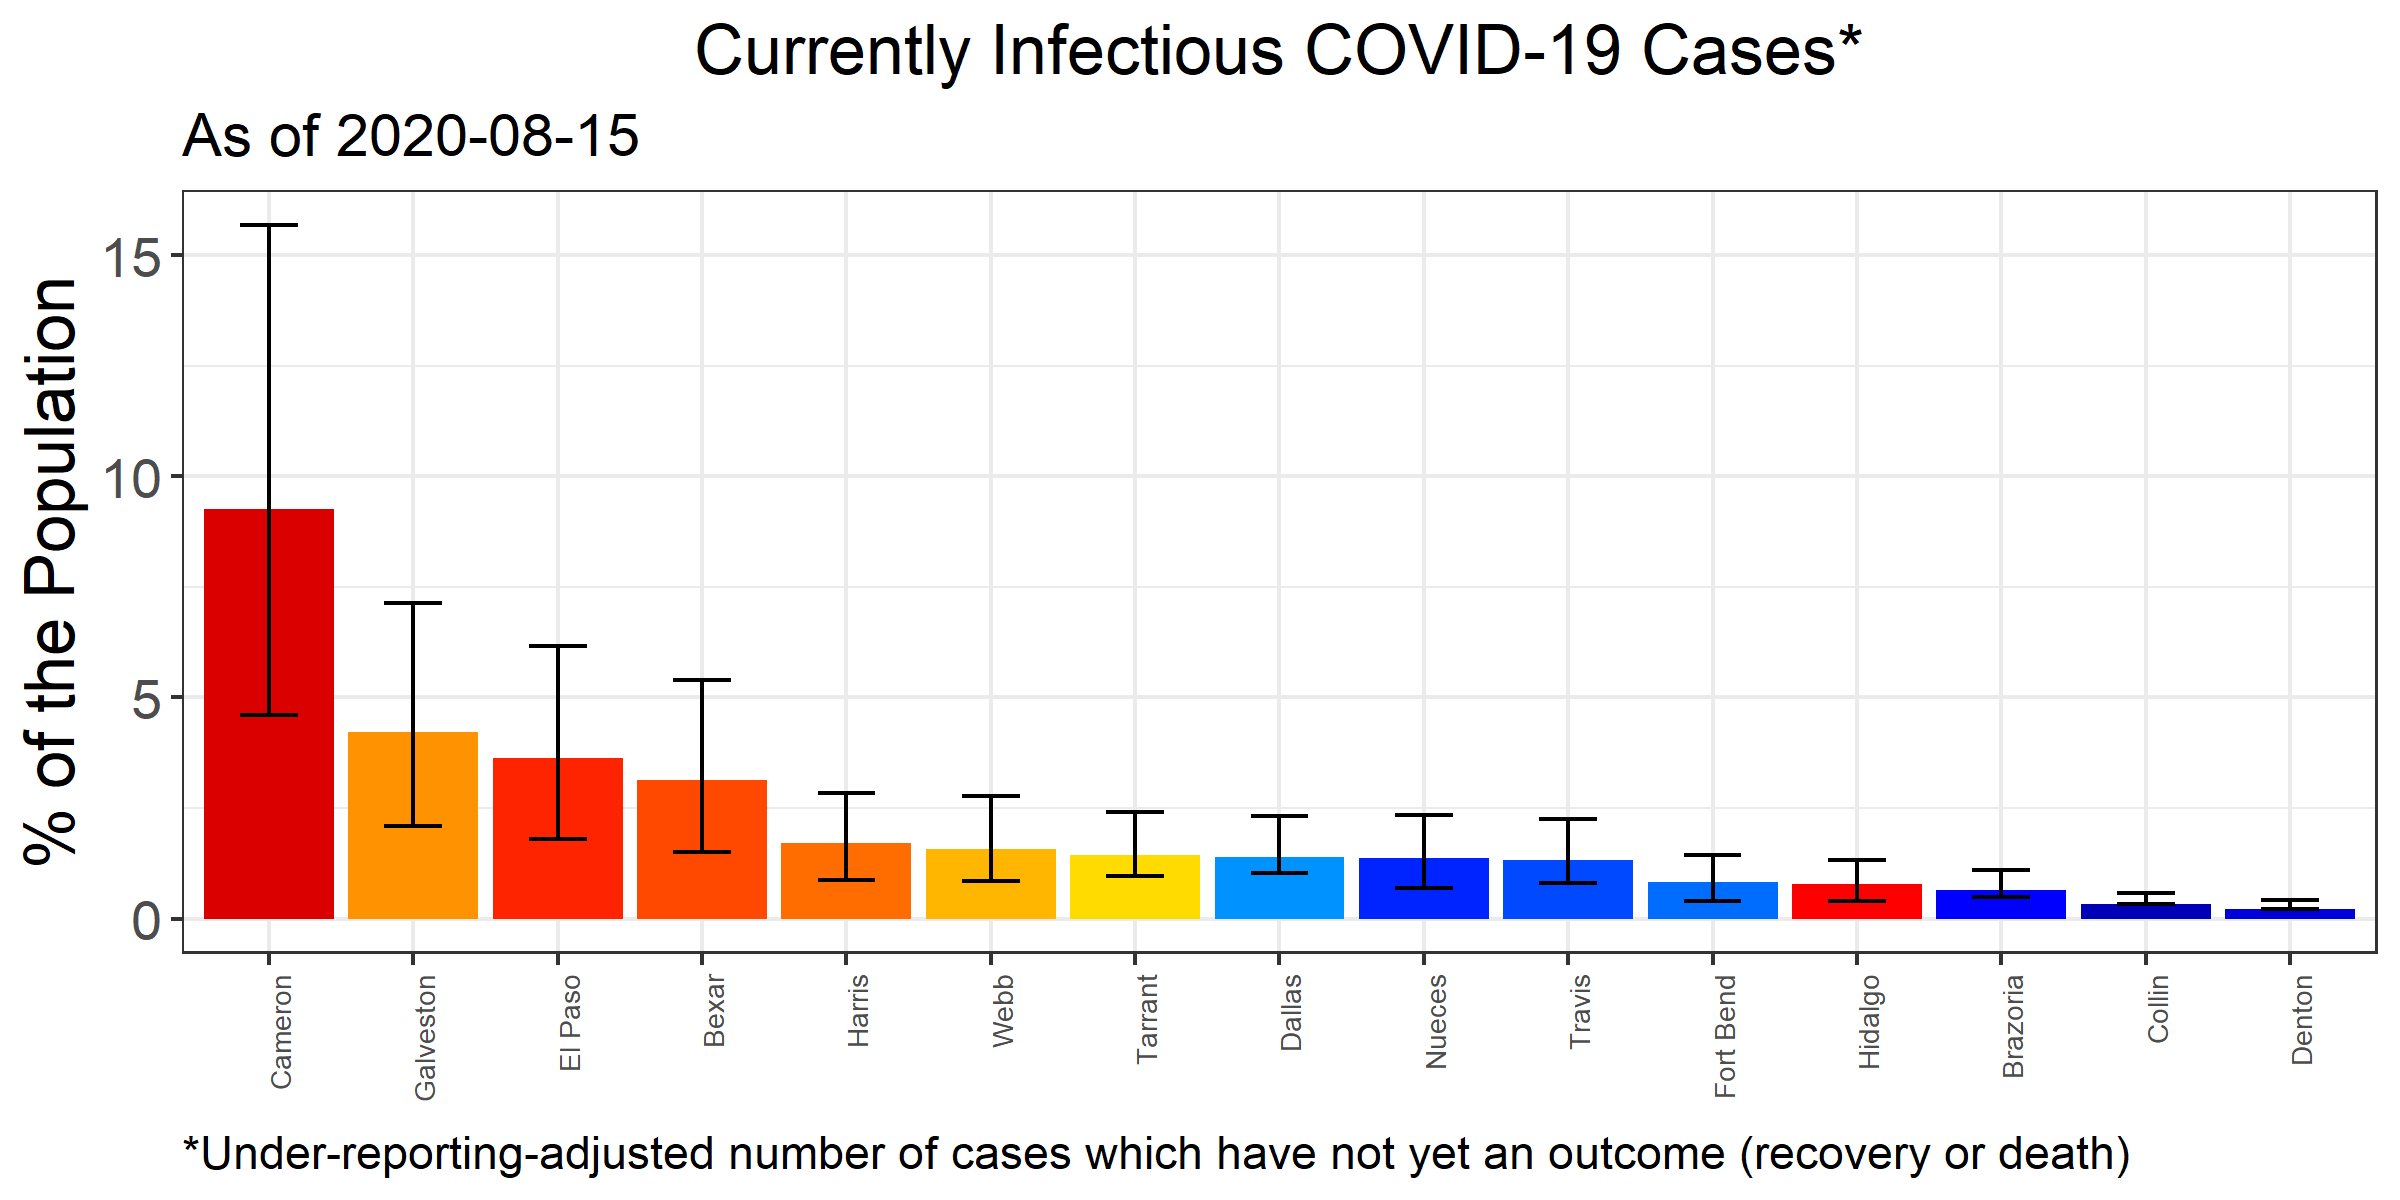 Currently Infectious COVID-19 Cases*
As of 2020-08-15
% of the Population
15
10
5
0
Cameron
Galveston
El Paso
Bexar
Harris
Webb
Tarrant
Dallas
Nueces
Travis
Fort Bend
Hidalgo
Brazoria
Collin
Denton
*Under-reporting-adjusted number of cases which have not yet an outcome (recovery or death)